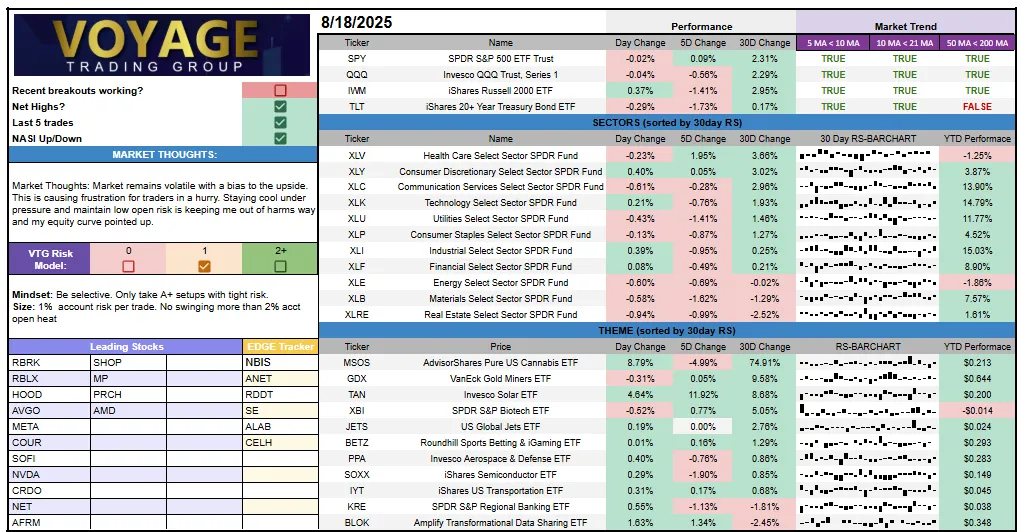 VOYAGE
TRADING GROUP
Recent breakouts working?
Net Highs?
Last 5 trades
NASI Up/Down
MARKET THOUGHTS:
Market Thoughts: Market remains volatile with a bias to the upside.
This is causing frustration for traders in a hurry. Staying cool under
pressure and maintain low open risk is keeping me out of harms way
and my equity curve pointed up.
VTG Risk Model: 0 1 2+
Mindset: Be selective. Only take A+ setups with tight risk.
Size: 1% account risk per trade. No swinging more than 2% acct
open heat
Leading Stocks EDGE Tracker
RBRK SHOP NBIS
RBLX MP ANET
HOOD PRCH RDDT
AVGO AMD SE
META ALAB
COUR CELH
SOFI
NVDA
CRDO
NET
AFRM
8/18/2025 Performance Market Trend
Ticker Name Day Change 5D Change 30D Change 5 MA < 10 MA 10 MA < 21 MA 50 MA < 200 MA
SPY SPDR S&P 500 ETF Trust -0.02% 0.09% 2.31% TRUE TRUE TRUE
QQQ Invesco QQQ Trust, Series 1 -0.04% -0.56% 2.29% TRUE TRUE TRUE
IWM iShares Russell 2000 ETF 0.37% -1.41% 2.95% TRUE TRUE TRUE
TLT iShares 20+ Year Treasury Bond ETF -0.29% -1.73% 0.17% TRUE TRUE FALSE
SECTORS (sorted by 30day RS)
Ticker Name Day Change 5D Change 30D Change 30 Day RS-BARCHART YTD Performace
XLV Health Care Select Sector SPDR Fund -0.23% 1.95% 3.66% -1.25%
XLY Consumer Discretionary Select Sector SPDR Fund 0.40% 0.05% 3.02% 3.87%
XLC Communication Services Select Sector SPDR Fund -0.61% -0.28% 2.96% 13.90%
XLK Technology Select Sector SPDR Fund 0.21% -0.76% 1.93% 14.79%
XLU Utilities Select Sector SPDR Fund -0.43% -1.41% 1.46% 11.77%
XLP Consumer Staples Select Sector SPDR Fund -0.13% -0.87% 1.27% 4.52%
XLI Industrial Select Sector SPDR Fund 0.39% -0.95% 0.25% 15.03%
XLF Financial Select Sector SPDR Fund 0.08% -0.49% 0.21% 8.90%
XLE Energy Select Sector SPDR Fund -0.60% -0.69% -0.02% -1.86%
XLB Materials Select Sector SPDR Fund -0.58% -1.62% -1.29% 7.57%
XLRE Real Estate Select Sector SPDR Fund -0.94% -0.99% -2.52% 1.61%
THEME (sorted by 30day RS)
Ticker Price Day Change 5D Change 30D Change RS-BARCHART YTD Performace
MSOS AdvisorShares Pure US Cannabis ETF 8.79% -4.99% 74.91% $0.213
GDX VanEck Gold Miners ETF -0.31% 0.05% 9.58% $0.644
TAN Invesco Solar ETF 4.64% 11.92% 8.68% $0.200
XBI SPDR S&P Biotech ETF -0.52% 0.77% 5.05% -$0.014
JETS US Global Jets ETF 0.19% 0.00% 2.76% $0.024
BETZ Roundhill Sports Betting & iGaming ETF 0.01% 0.16% 1.29% $0.293
PPA Invesco Aerospace & Defense ETF 0.40% -0.76% 0.86% $0.283
SOXX iShares Semiconductor ETF 0.29% -1.90% 0.85% $0.149
IYT iShares US Transportation ETF 0.31% 0.17% 0.68% $0.045
KRE SPDR S&P Regional Banking ETF 0.55% -1.13% -1.81% $0.038
BLOK Amplify Transformational Data Sharing ETF 1.63% 1.34% -2.45% $0.348